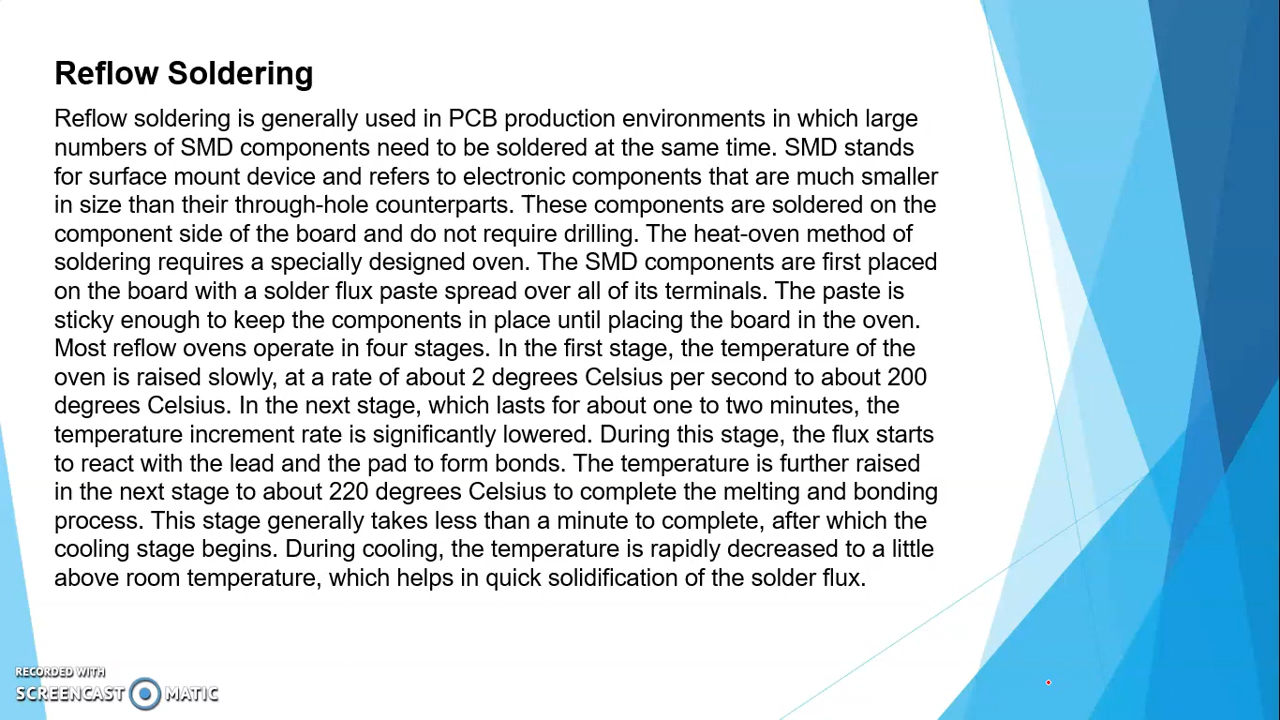 Reflow Soldering
Reflow soldering is generally used in PCB production environments in which large
numbers of SMD components need to be soldered at the same time. SMD stands
for surface mount device and refers to electronic components that are much smaller
in size than their through-hole counterparts. These components are soldered on the
component side of the board and do not require drilling. The heat-oven method of
soldering requires a specially designed oven. The SMD components are first placed
on the board with a solder flux paste spread over all of its terminals. The paste is
sticky enough to keep the components in place until placing the board in the oven.
Most reflow ovens operate in four stages. In the first stage, the temperature of the
oven is raised slowly, at a rate of about 2 degrees Celsius per second to about 200
degrees Celsius. In the next stage, which lasts for about one to two minutes, the
temperature increment rate is significantly lowered. During this stage, the flux starts
to react with the lead and the pad to form bonds. The temperature is further raised
in the next stage to about 220 degrees Celsius to complete the melting and bonding
process. This stage generally takes less than a minute to complete, after which the
cooling stage begins. During cooling, the temperature is rapidly decreased to a little
above room temperature, which helps in quick solidification of the solder flux.
RECORDED WITH
SCREENCAST MATIC